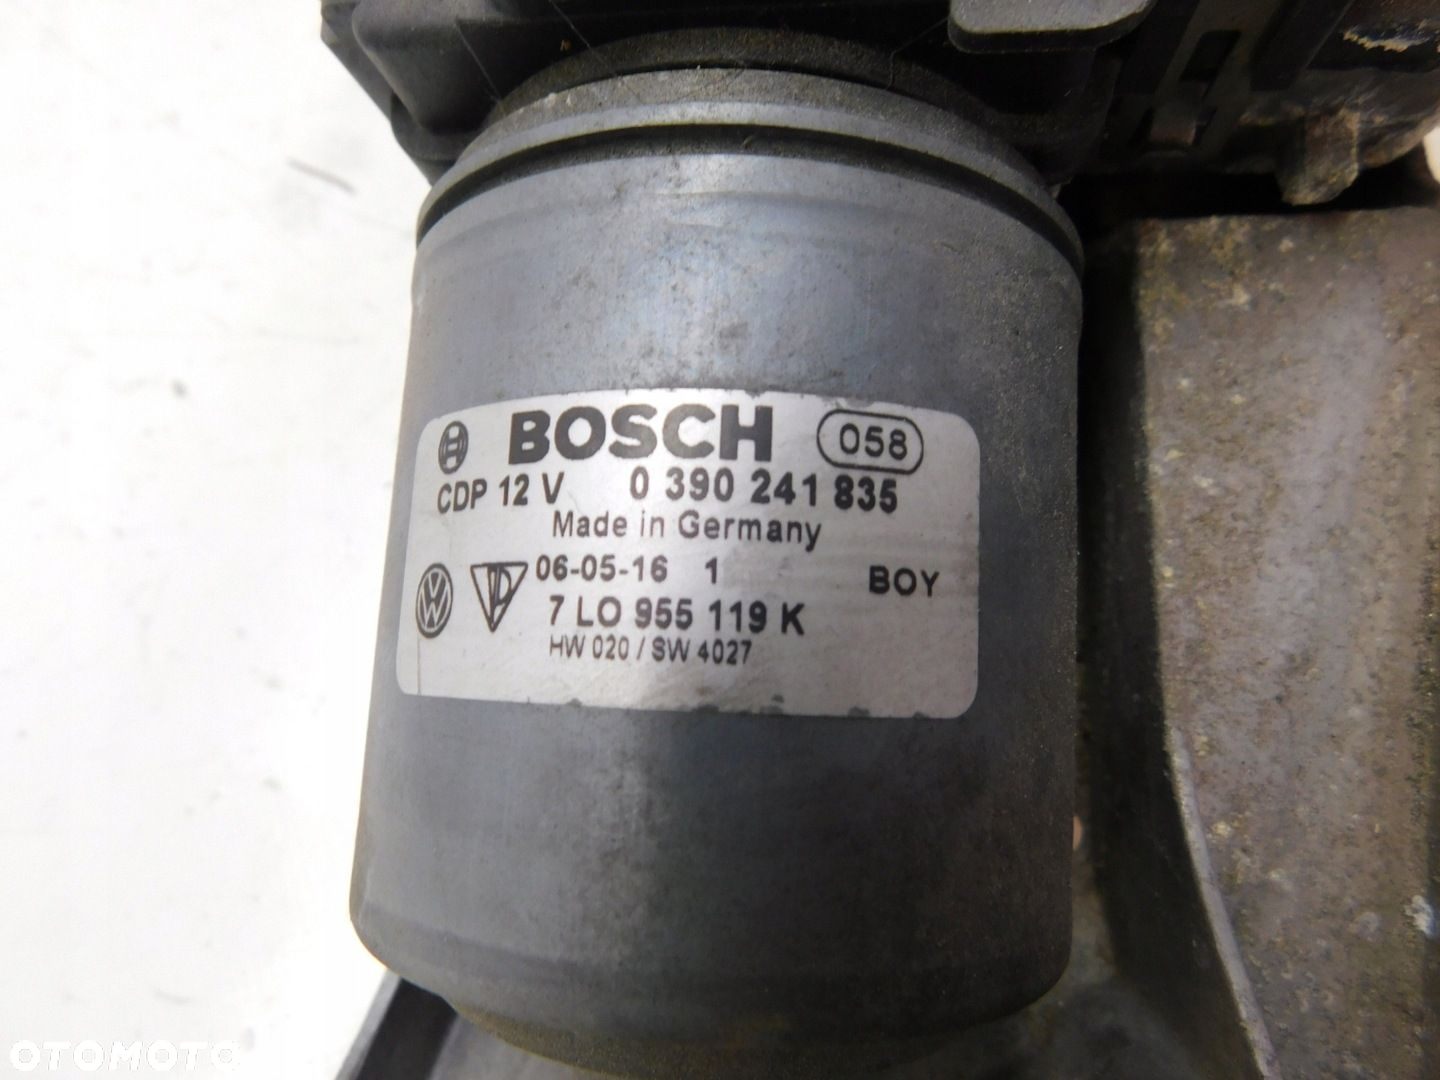 BOSCH 058
CDP 12 V 0 390 241 835
Made in Germany
06-05-16 1 BOY
7 LO 955 119 K
HW 020 / SW 4027
OTOMOTO